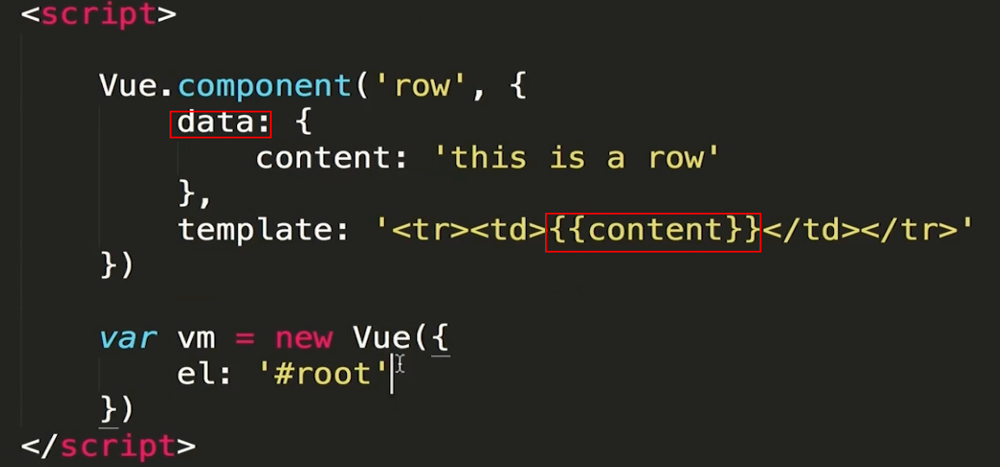 <script>
Vue.component('row', {
data: {
content: 'this is a row'
},
template: '<tr><td>{{content}}</td></tr>'
})
var vm = new Vue({
el: '#root'
})
</script>